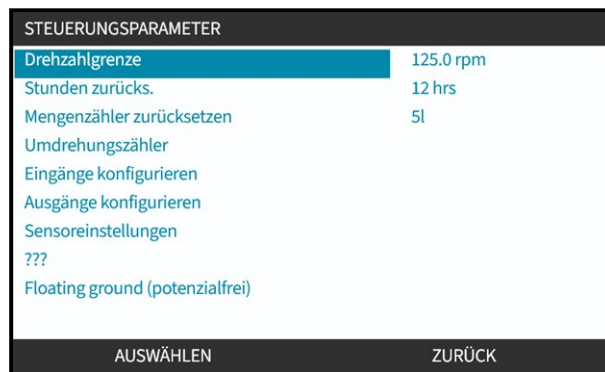 STEUERUNGSPARAMETER
Drehzahlgrenze 125.0 rpm
Stunden zurücks. 12 hrs
Mengenzähler zurücksetzen 5l
Umdrehungszähler
Eingänge konfigurieren
Ausgänge konfigurieren
Sensoreinstellungen
???
Floating ground (potenzialfrei)
AUSWÄHLEN ZURÜCK